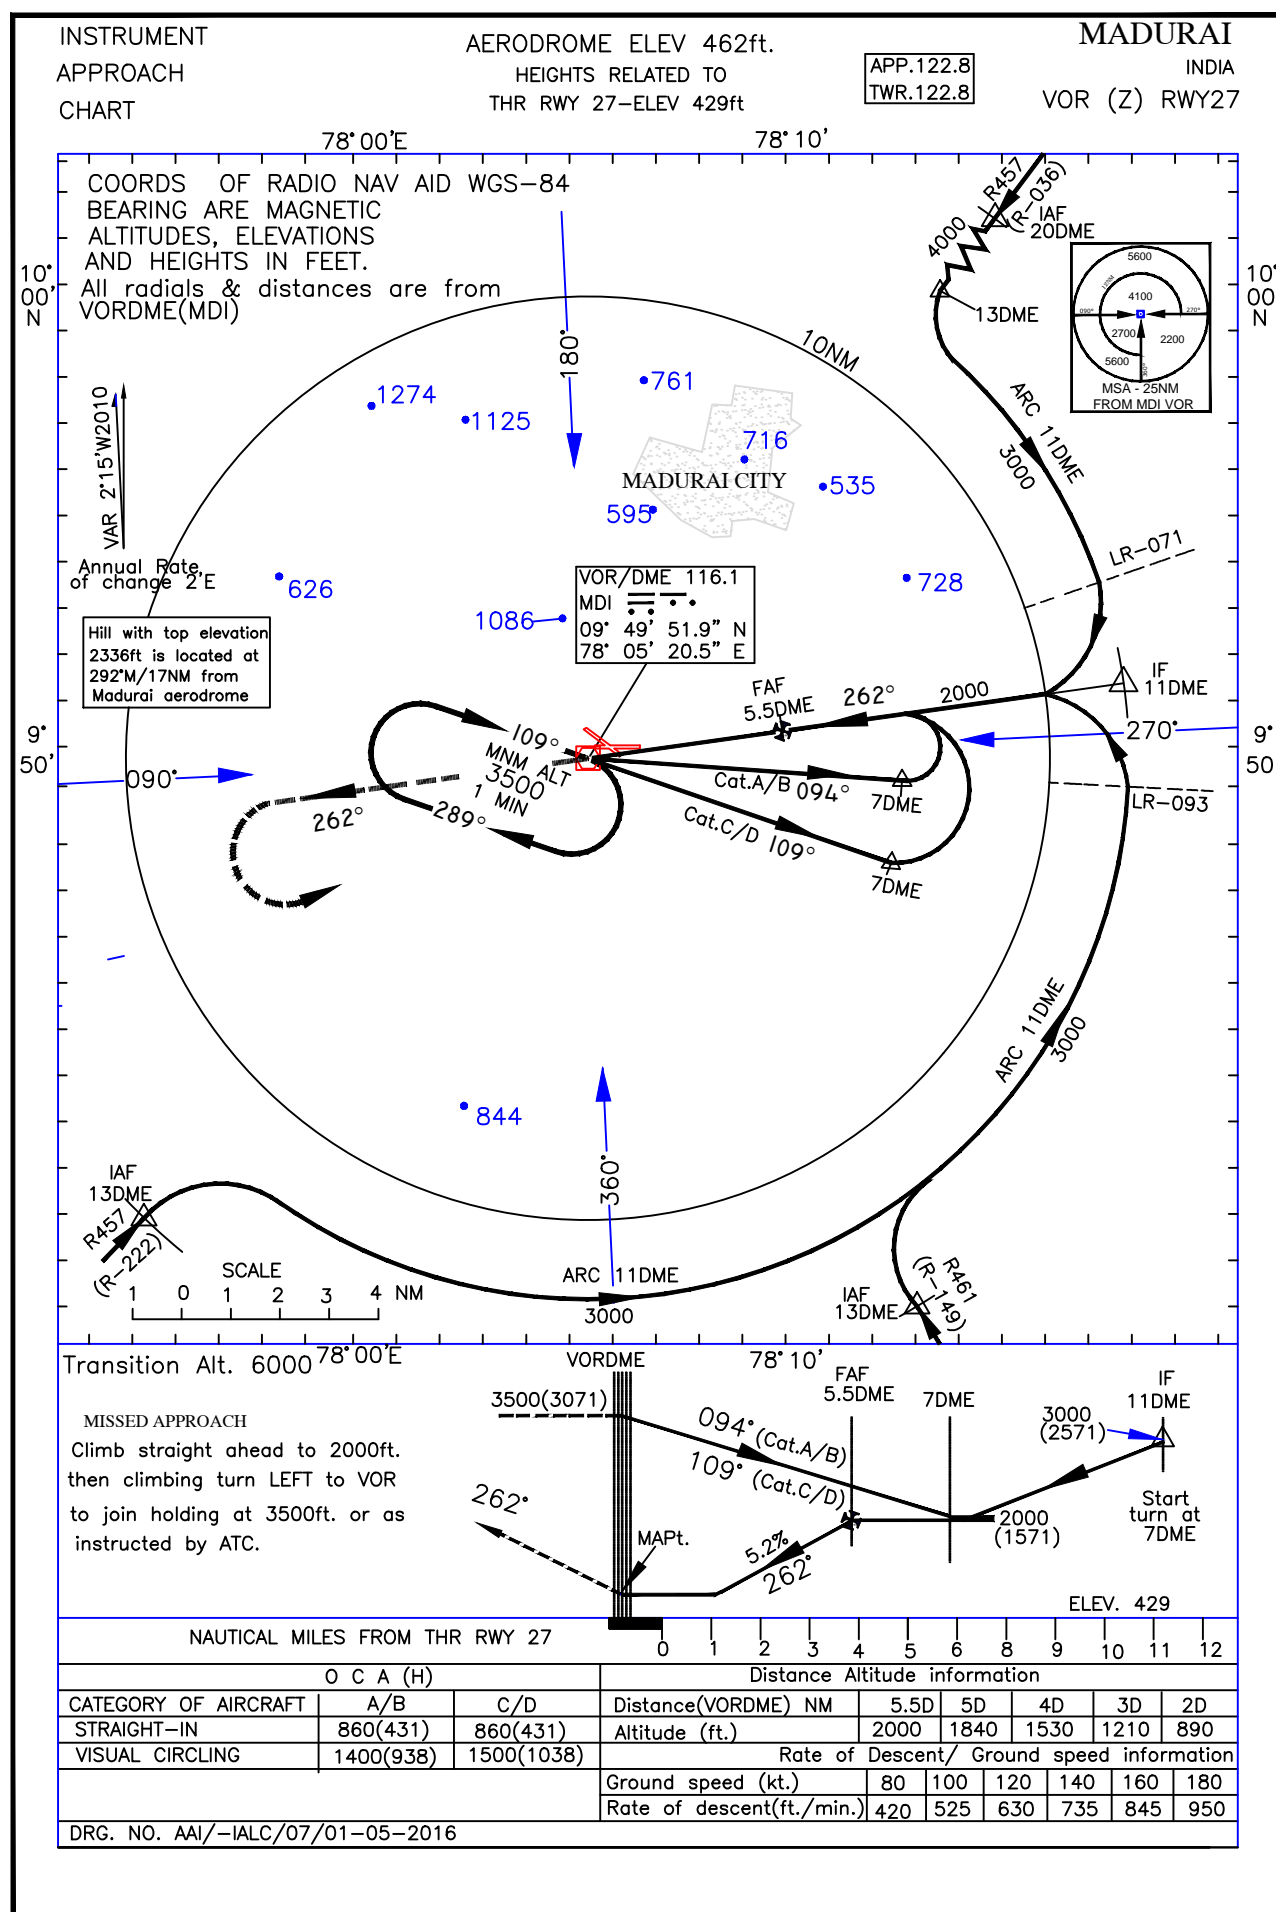 INSTRUMENT
APPROACH
CHART
AERODROME ELEV 462ft.
HEIGHTS RELATED TO
THR RWY 27-ELEV 429ft
APP.122.8
TWR.122.8
MADURAI
INDIA
VOR (Z) RWY27
78°00'E
78°10'
COORDS OF RADIO NAV AID WGS-84
BEARING ARE MAGNETIC
ALTITUDES, ELEVATIONS
AND HEIGHTS IN FEET.
All radials & distances are from
VORDME(MDI)
10°
00'
N
10°
00'
N
R457
(R-036)
IAF
20DME
4000
13DME
5600
12NM
4100
090°
270°
2700
2200
5600
360°
MSA - 25NM
FROM MDI VOR
180°
10NM
1274
1125
761
716
MADURAI CITY
535
595
ARC 11DME
3000
VAR 2°15'W2010
Annual Rate
of change 2'E
626
728
LR-071
1086
VOR/DME 116.1
MDI
09° 49' 51.9" N
78° 05' 20.5" E
Hill with top elevation
2336ft is located at
292°M/17NM from
Madurai aerodrome
FAF
5.5DME
262°
2000
IF
11DME
270°
9°
50'
9°
50'
090°
109°
MNM ALT
3500
1 MIN
289°
262°
Cat.A/B 094°
7DME
Cat.C/D 109°
7DME
LR-093
ARC 11DME
3000
844
360°
IAF
13DME
R457
(R-222)
SCALE
1 0 1 2 3 4 NM
ARC 11DME
3000
IAF
13DME
R461
(R-149)
Transition Alt. 6000
78°00'E
VORDME
78°10'
FAF
5.5DME
7DME
IF
11DME
3500(3071)
094°(Cat.A/B)
109° (Cat.C/D)
3000
(2571)
MISSED APPROACH
Climb straight ahead to 2000ft.
then climbing turn LEFT to VOR
to join holding at 3500ft. or as
instructed by ATC.
262°
MAPt.
5.2%
262°
2000
(1571)
Start
turn at
7DME
ELEV. 429
NAUTICAL MILES FROM THR RWY 27
0 1 2 3 4 5 6 8 9 10 11 12
O C A (H)
Distance Altitude information
CATEGORY OF AIRCRAFT A/B C/D
Distance(VORDME) NM 5.5D 5D 4D 3D 2D
STRAIGHT-IN 860(431) 860(431)
Altitude (ft.) 2000 1840 1530 1210 890
VISUAL CIRCLING 1400(938) 1500(1038)
Rate of Descent/ Ground speed information
Ground speed (kt.) 80 100 120 140 160 180
Rate of descent(ft./min.) 420 525 630 735 845 950
DRG. NO. AAI/-IALC/07/01-05-2016